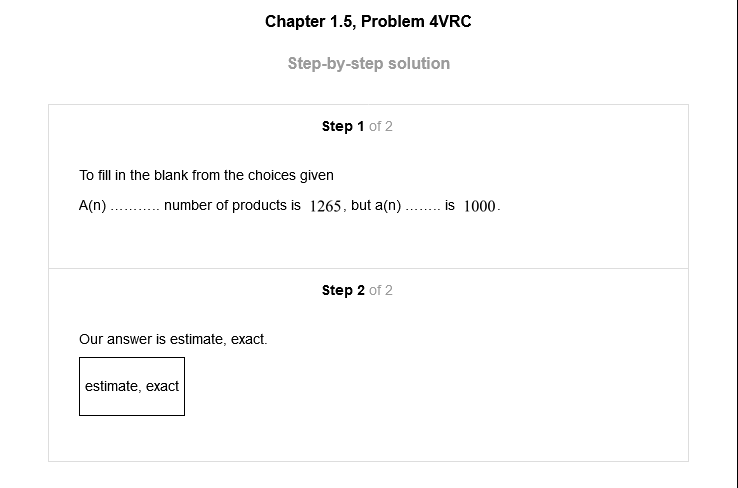 Chapter 1.5, Problem 4VRC
Step-by-step solution
Step 1 of 2
To fill in the blank from the choices given
A(n) ........... number of products is 1265, but a(n) ........ is 1000.
Step 2 of 2
Our answer is estimate, exact.
estimate, exact